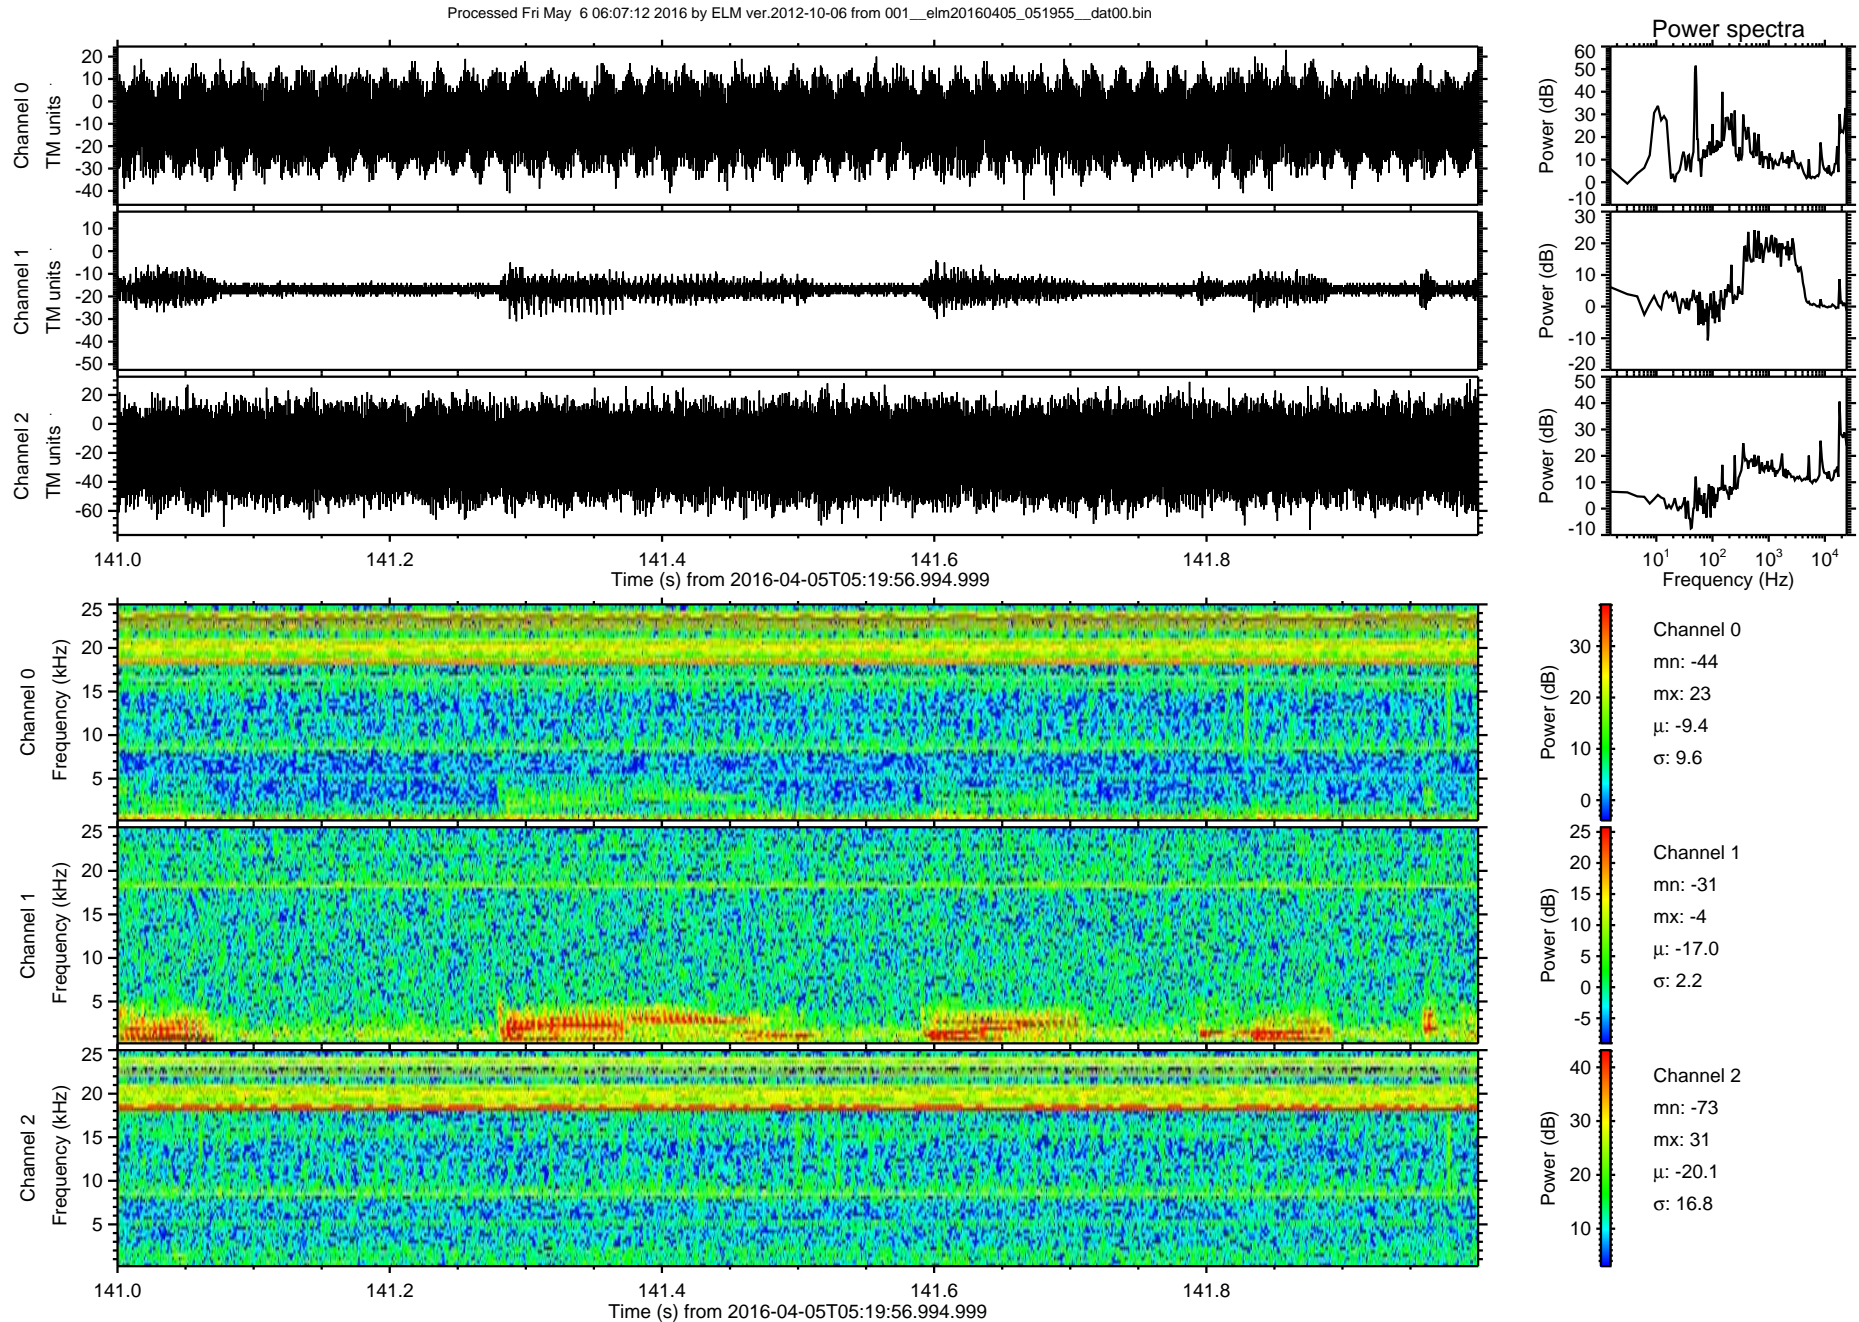 Processed Fri May  6 06:07:12 2016 by ELM ver.2012-10-06 from 001__elm20160405_051955__dat00.bin
Power spectra
Channel 0
TM units
20
10
0
-10
-20
-30
-40
Power (dB)
60
50
40
30
20
10
0
-10
Channel 1
TM units
10
0
-10
-20
-30
-40
-50
Power (dB)
30
20
10
0
-10
-20
Channel 2
TM units
20
0
-20
-40
-60
Power (dB)
50
40
30
20
10
0
-10
141.0 141.2 141.4 141.6 141.8
Time (s) from 2016-04-05T05:19:56.994.999
10¹ 10² 10³ 10⁴
Frequency (Hz)
Channel 0
Frequency (kHz)
25
20
15
10
5
Power (dB)
30
20
10
0
Channel 0
mn: -44
mx: 23
μ: -9.4
σ: 9.6
Channel 1
Frequency (kHz)
25
20
15
10
5
Power (dB)
25
20
15
10
5
0
-5
Channel 1
mn: -31
mx: -4
μ: -17.0
σ: 2.2
Channel 2
Frequency (kHz)
25
20
15
10
5
Power (dB)
40
30
20
10
Channel 2
mn: -73
mx: 31
μ: -20.1
σ: 16.8
141.0 141.2 141.4 141.6 141.8
Time (s) from 2016-04-05T05:19:56.994.999